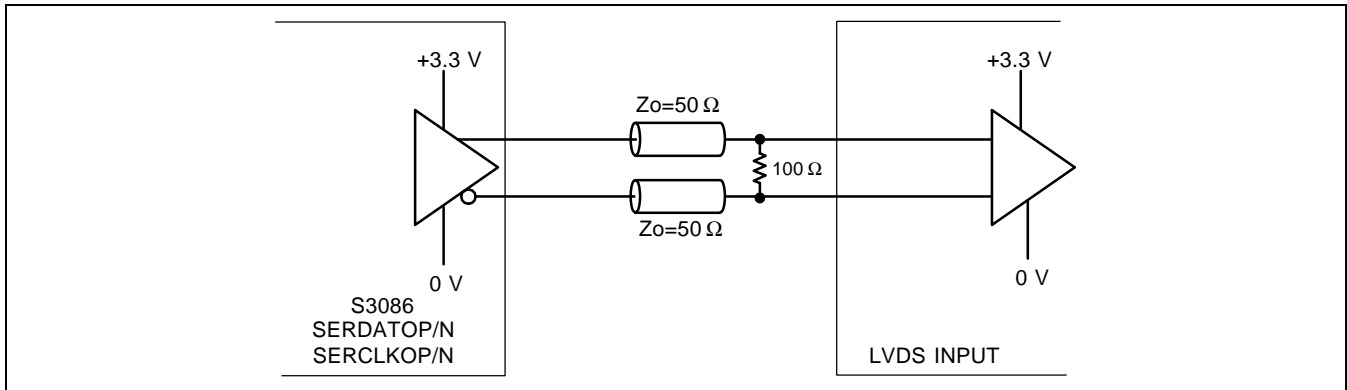 +3.3 V
0 V
S3086
SERDATOP/N
SERCLKOP/N
Zo=50 Ω
100 Ω
Zo=50 Ω
+3.3 V
0 V
LVDS INPUT